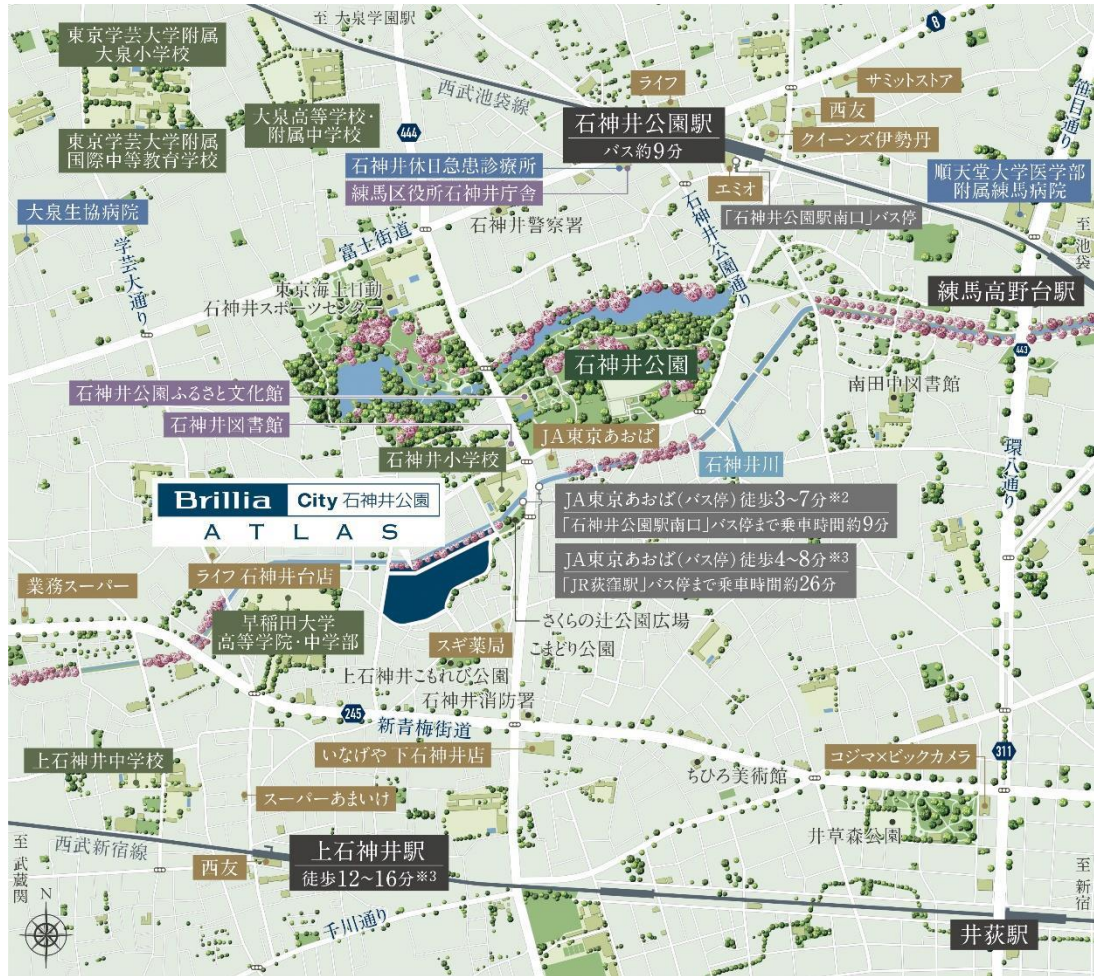 至 大泉学園駅
東京学芸大学附属
大泉小学校
大泉高等学校・
附属中学校
東京学芸大学附属
国際中等教育学校
444
西武池袋線
ライフ
8
サミットストア
西友
クイーンズ伊勢丹
笹目通り
石神井公園駅
バス約9分
石神井休日急患診療所
練馬区役所石神井庁舎
エミオ
「石神井公園駅南口」バス停
順天堂大学医学部
附属練馬病院
至 池袋
大泉生協病院
学芸大通り
富士街道
石神井警察署
石神井公園通り
練馬高野台駅
東京海上日動
石神井スポーツセンター
石神井公園
443
南田中図書館
石神井公園ふるさと文化館
石神井図書館
石神井小学校
JA東京あおば
石神井川
環八通り
Brillia City 石神井公園
ATLAS
JA東京あおば(バス停)徒歩3~7分※2
「石神井公園駅南口」バス停まで乗車時間約9分
JA東京あおば(バス停)徒歩4~8分※3
「JR荻窪駅」バス停まで乗車時間約26分
業務スーパー
ライフ 石神井台店
早稲田大学
高等学院・中学部
さくらの辻公園広場
スギ薬局
こまどり公園
上石神井こもれび公園
石神井消防署
245
新青梅街道
いなげや 下石神井店
上石神井中学校
スーパーあまいけ
ちひろ美術館
コジマ×ビックカメラ
311
井草森公園
至 武蔵関
西武新宿線
西友
上石神井駅
徒歩12~16分※3
至 新宿
N
千川通り
井荻駅